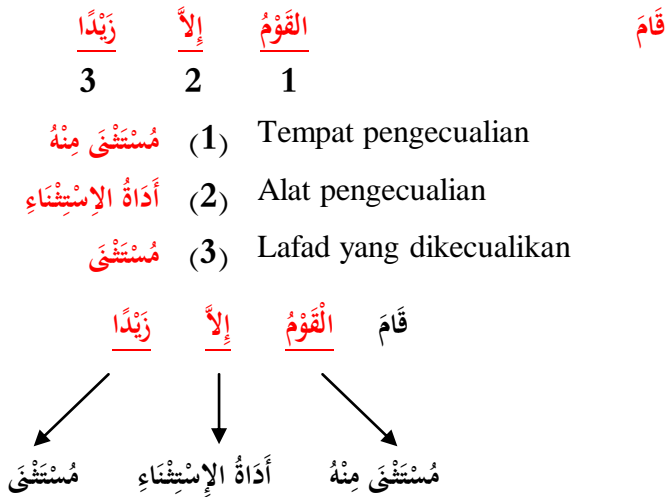 قَامَ القَوْمُ إِلاَّ زَيْدًا
1 2 3
مُسْتَثْنَى مِنْهُ (1) Tempat pengecualian
أَدَاةُ الاِسْتِثْنَاءِ (2) Alat pengecualian
مُسْتَثْنَى (3) Lafad yang dikecualikan
قَامَ الْقَوْمُ إِلاَّ زَيْدًا
مُسْتَثْنَى مِنْهُ أَدَاةُ الإِسْتِثْنَاءِ مُسْتَثْنَى